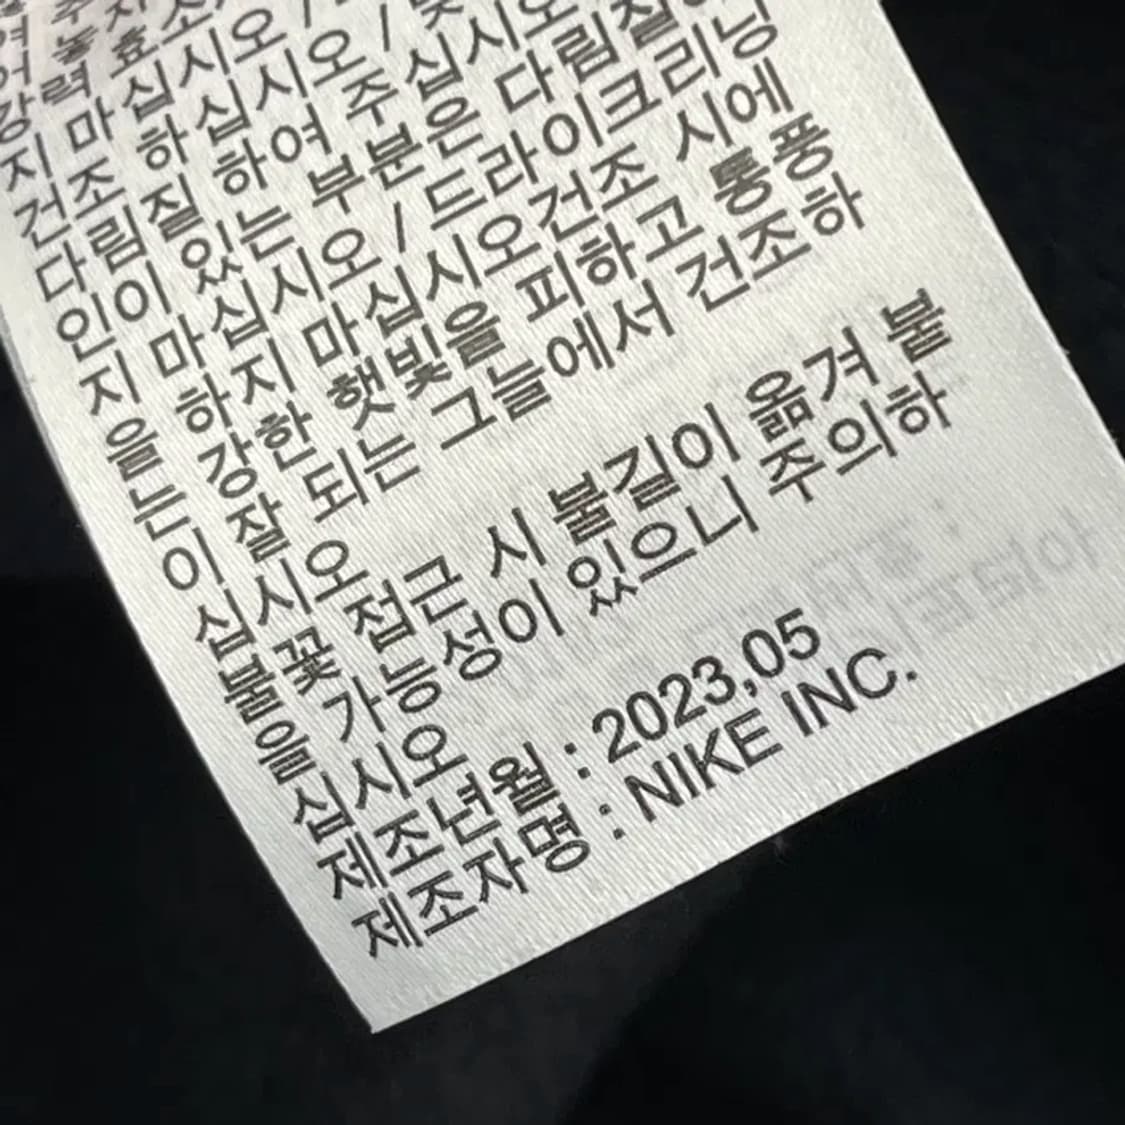 강력 효소
지 마십시오 /
건조 하십시오 /
다림질 하여 주십시오
인이 있는 부분은 다림질
지 마십시오 / 드라이크리닝
을 하지 마십시오건조 시에
는 강한 햇빛을 피하고 통풍
이 잘 되는 그늘에서 건조하
십시오
불꽃 접근 시 불길이 옮겨 붙
을 가능성이 있으니 주의하
십시오
제조년월 : 2023,05
제조자명 : NIKE INC.